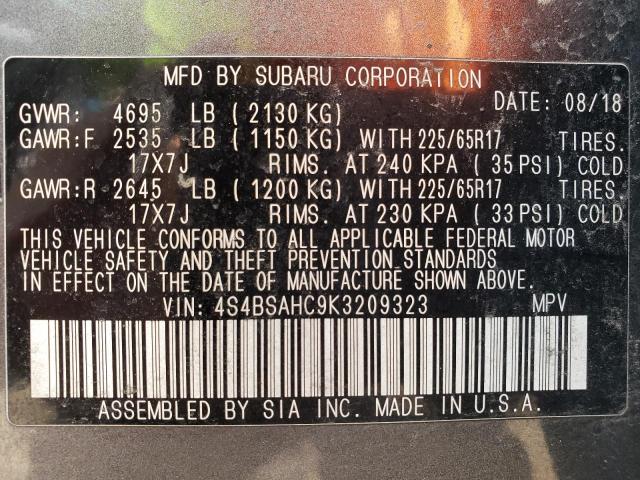 MFD BY SUBARU CORPORATION
DATE: 08/18
GVWR: 4695 LB (2130 KG)
GAWR:F 2535 LB (1150 KG) WITH 225/65R17 TIRES.
17X7J RIMS. AT 240 KPA (35 PSI) COLD
GAWR:R 2645 LB (1200 KG) WITH 225/65R17 TIRES.
17X7J RIMS. AT 230 KPA (33 PSI) COLD
THIS VEHICLE CONFORMS TO ALL APPLICABLE FEDERAL MOTOR
VEHICLE SAFETY AND THEFT PREVENTION STANDARDS
IN EFFECT ON THE DATE OF MANUFACTURE SHOWN ABOVE.
VIN: 4S4BSAHC9K3209323 MPV
ASSEMBLED BY SIA INC. MADE IN U.S.A.